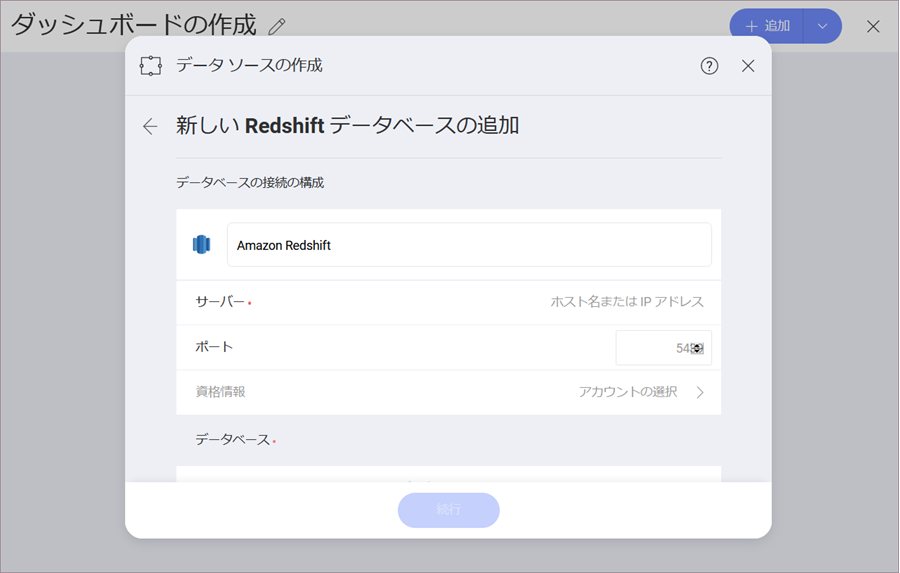 ダッシュボードの作成
+ 追加
データ ソースの作成
新しい Redshift データベースの追加
データベースの接続の構成
Amazon Redshift
サーバー •
ホスト名または IP アドレス
ポート
資格情報
アカウントの選択
データベース •
続行